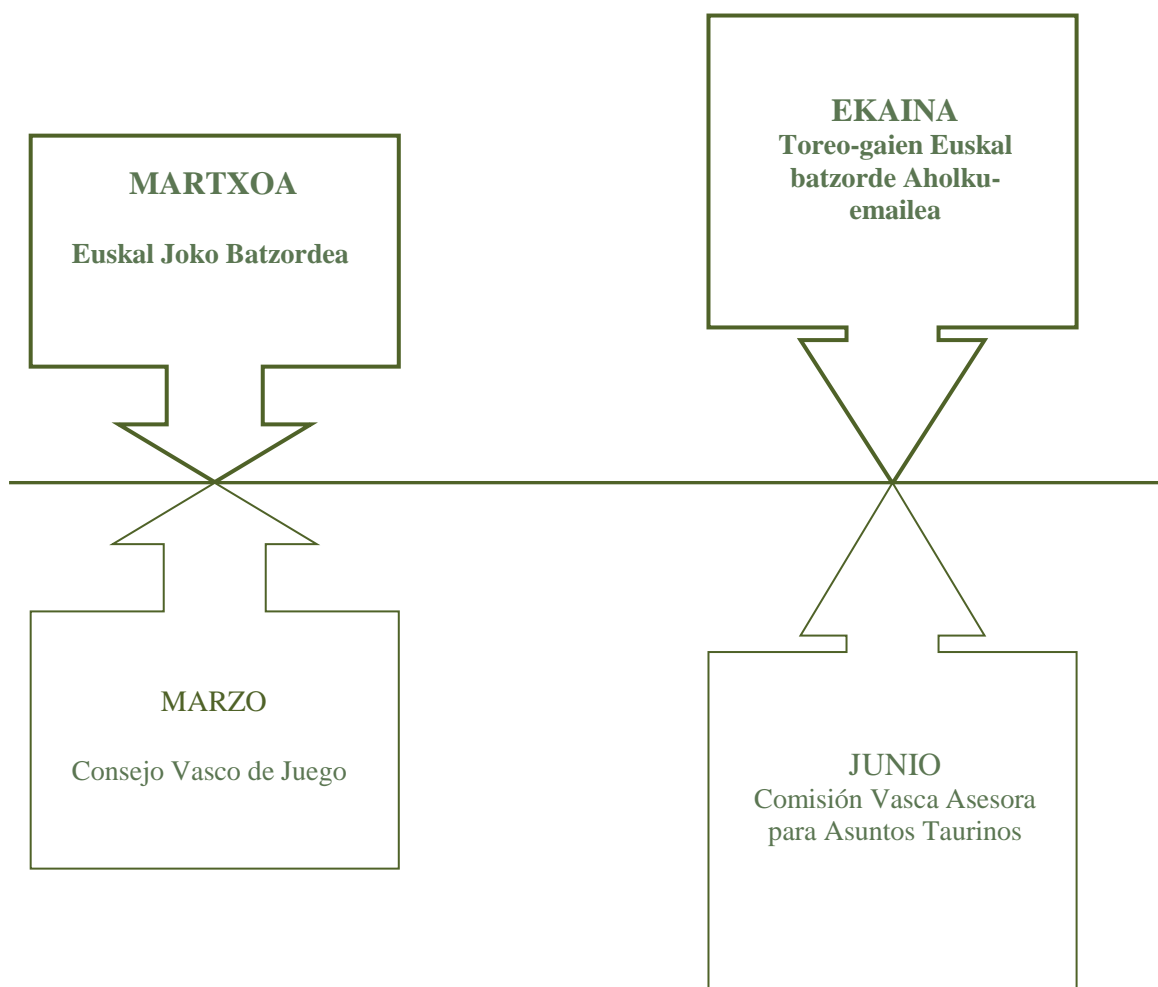 MARTXOA
Euskal Joko Batzordea
EKAINA
Toreo-gaien Euskal
batzorde Aholku-
emailea
MARZO
Consejo Vasco de Juego
JUNIO
Comisión Vasca Asesora
para Asuntos Taurinos